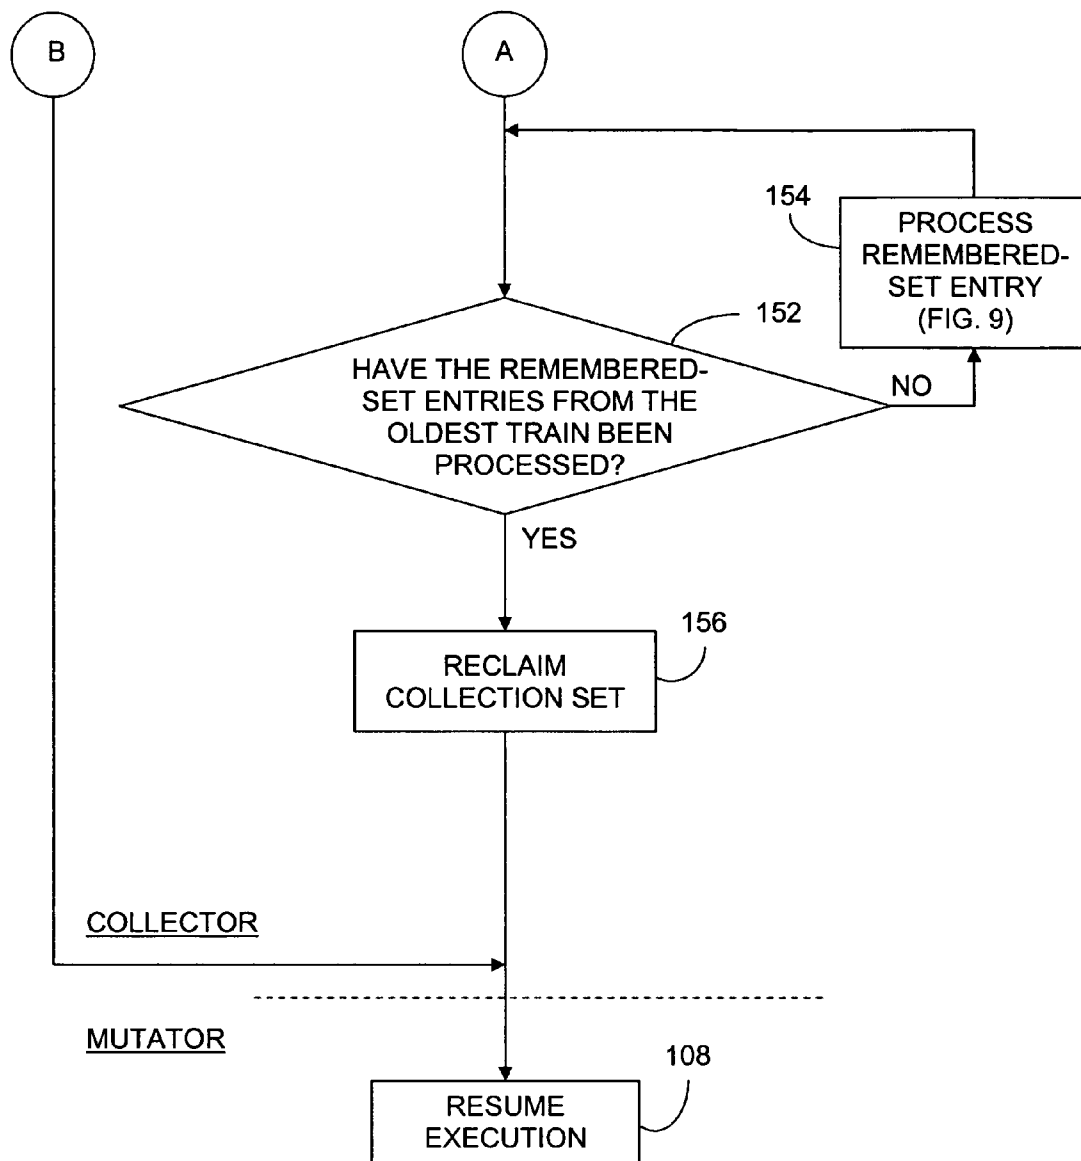 B
A
154
PROCESS
REMEMBERED-
SET ENTRY
(FIG. 9)
152
HAVE THE REMEMBERED-
SET ENTRIES FROM THE
OLDEST TRAIN BEEN
PROCESSED?
NO
YES
156
RECLAIM
COLLECTION SET
COLLECTOR
MUTATOR
108
RESUME
EXECUTION